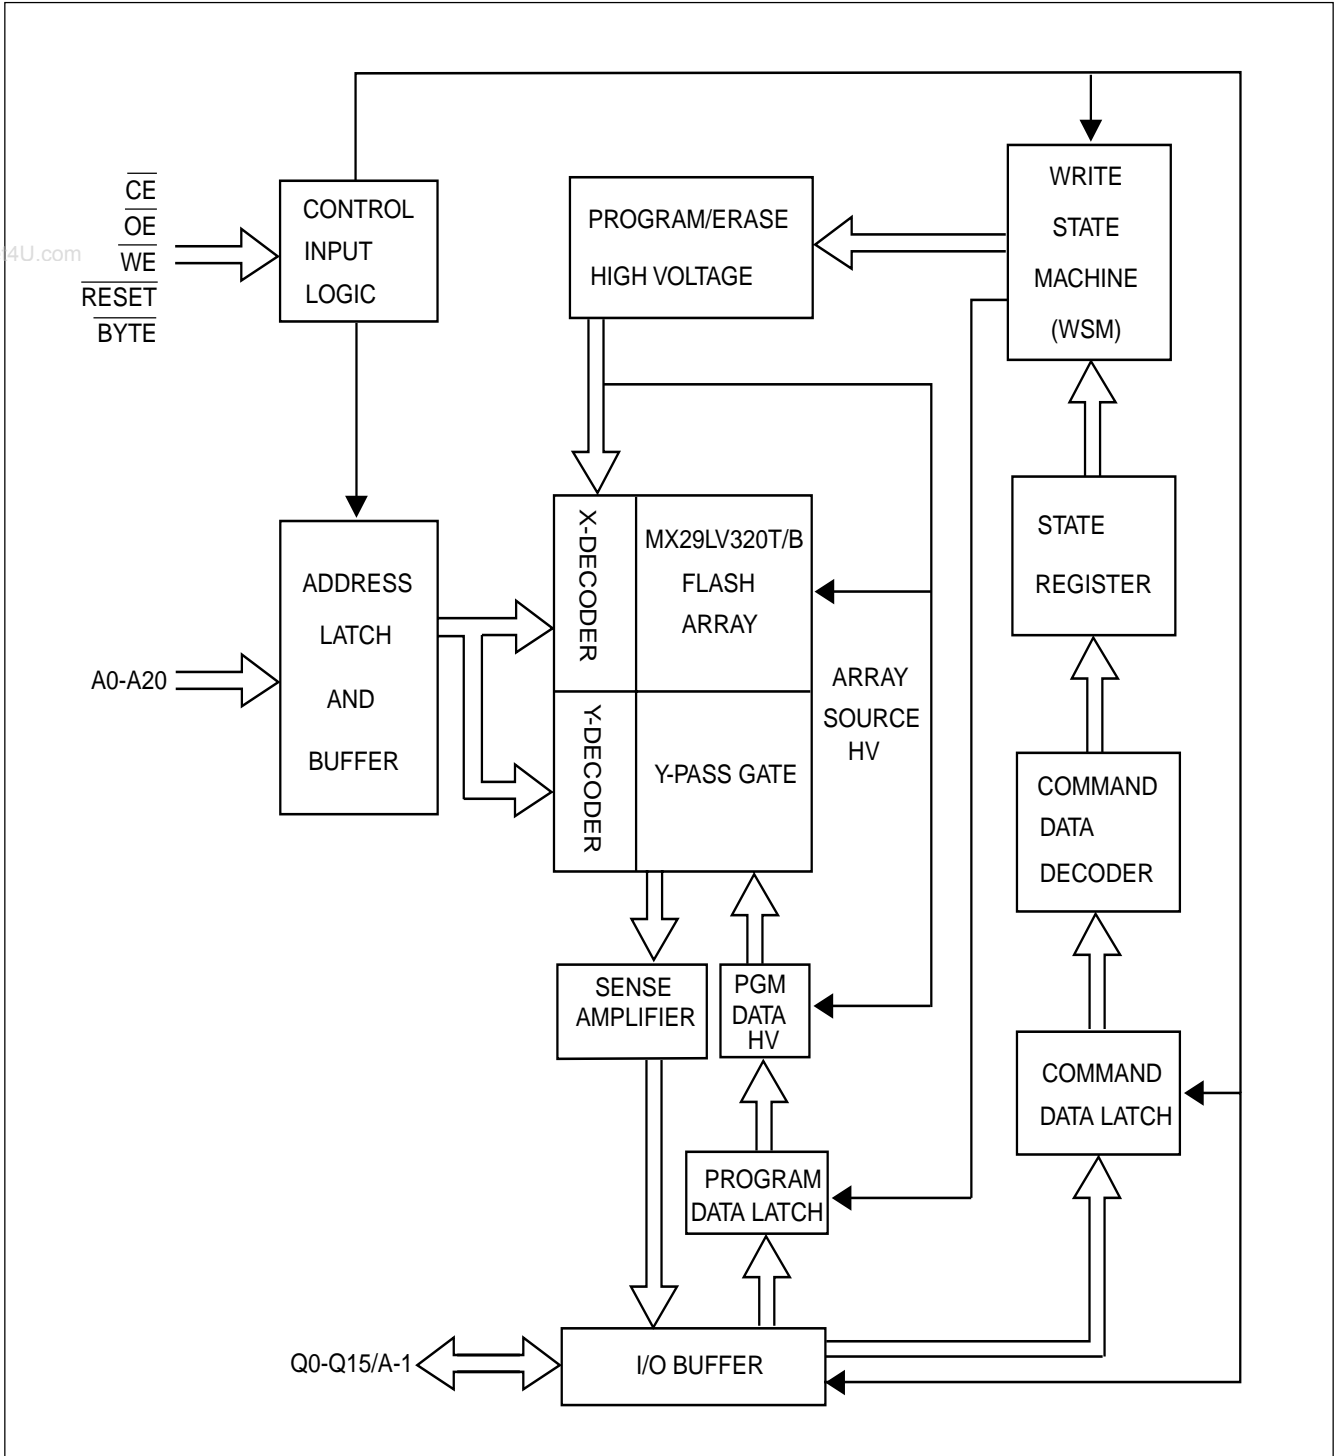 CE
OE
WE
RESET
BYTE
CONTROL
INPUT
LOGIC
PROGRAM/ERASE
HIGH VOLTAGE
WRITE
STATE
MACHINE
(WSM)
4U.com
ADDRESS
LATCH
AND
BUFFER
A0-A20
X-DECODER
MX29LV320T/B
FLASH
ARRAY
Y-DECODER
Y-PASS GATE
ARRAY
SOURCE
HV
STATE
REGISTER
COMMAND
DATA
DECODER
SENSE
AMPLIFIER
PGM
DATA
HV
COMMAND
DATA LATCH
PROGRAM
DATA LATCH
Q0-Q15/A-1
I/O BUFFER